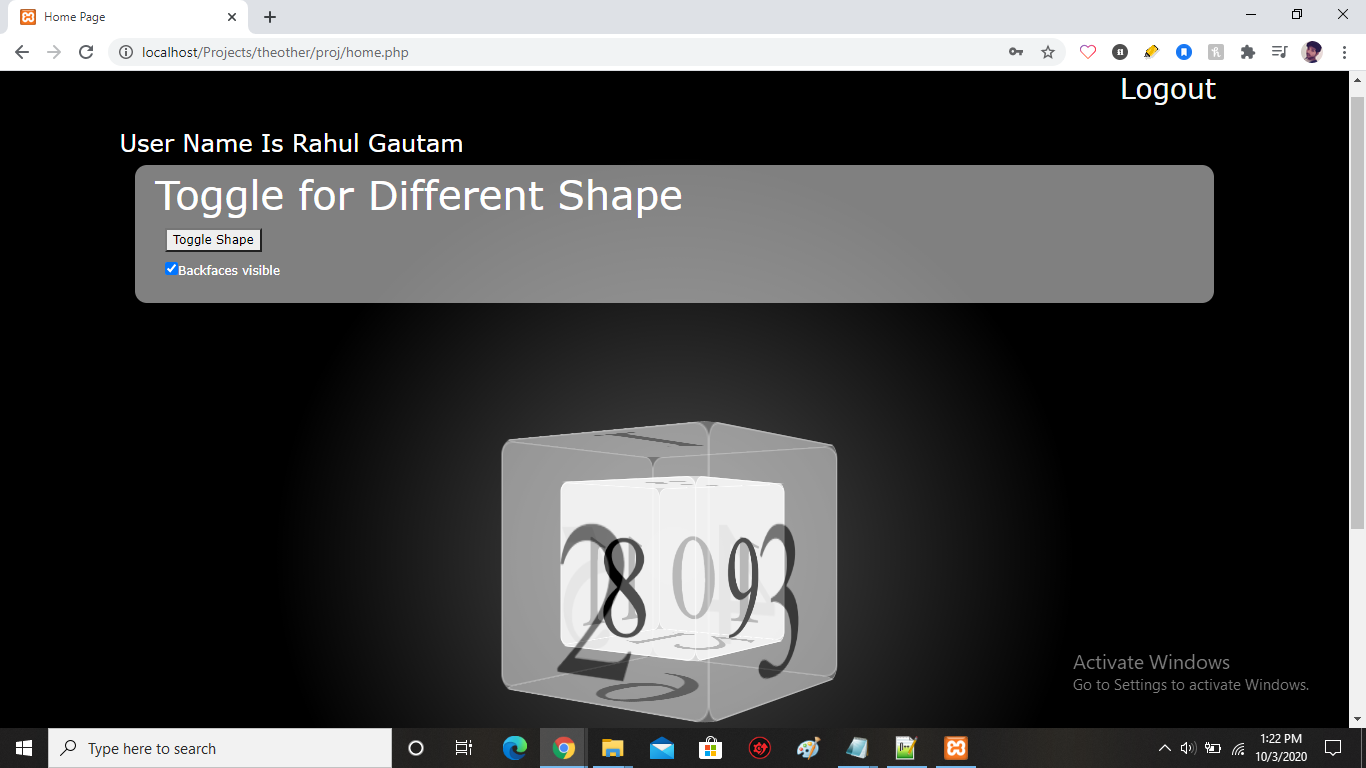 Home Page
localhost/Projects/theother/proj/home.php
Logout
User Name Is Rahul Gautam
Toggle for Different Shape
Toggle Shape
Backfaces visible
2 8 0 9 3
Activate Windows
Go to Settings to activate Windows.
Type here to search
1:22 PM
10/3/2020